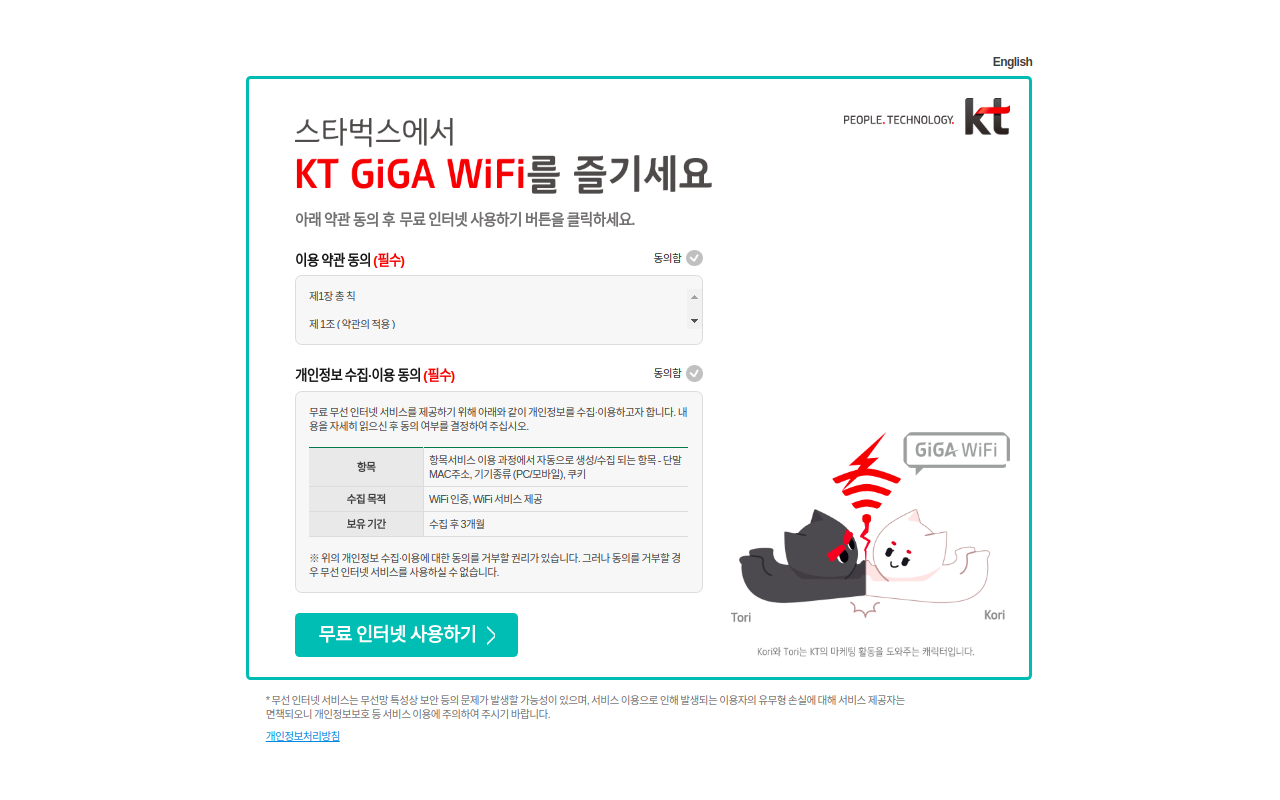 English
PEOPLE. TECHNOLOGY. kt
스타벅스에서
KT GiGA WiFi를 즐기세요
아래 약관 동의 후 무료 인터넷 사용하기 버튼을 클릭하세요.
이용 약관 동의 (필수) 동의함
제1장 총 칙
제 1조 ( 약관의 적용 )
개인정보 수집·이용 동의 (필수) 동의함
무료 무선 인터넷 서비스를 제공하기 위해 아래와 같이 개인정보를 수집·이용하고자 합니다. 내
용을 자세히 읽으신 후 동의 여부를 결정하여 주십시오.
항목 항목서비스 이용 과정에서 자동으로 생성/수집 되는 항목 - 단말
MAC주소, 기기종류 (PC/모바일), 쿠키
수집 목적 WiFi 인증, WiFi 서비스 제공
보유 기간 수집 후 3개월
※ 위의 개인정보 수집·이용에 대한 동의를 거부할 권리가 있습니다. 그러나 동의를 거부할 경
우 무선 인터넷 서비스를 사용하실 수 없습니다.
GiGA WiFi
Tori
Kori
무료 인터넷 사용하기
Kori와 Tori는 KT의 마케팅 활동을 도와주는 캐릭터입니다.
* 무선 인터넷 서비스는 무선망 특성상 보안 등의 문제가 발생할 가능성이 있으며, 서비스 이용으로 인해 발생되는 이용자의 유무형 손실에 대해 서비스 제공자는
면책되오니 개인정보보호 등 서비스 이용에 주의하여 주시기 바랍니다.
개인정보처리방침